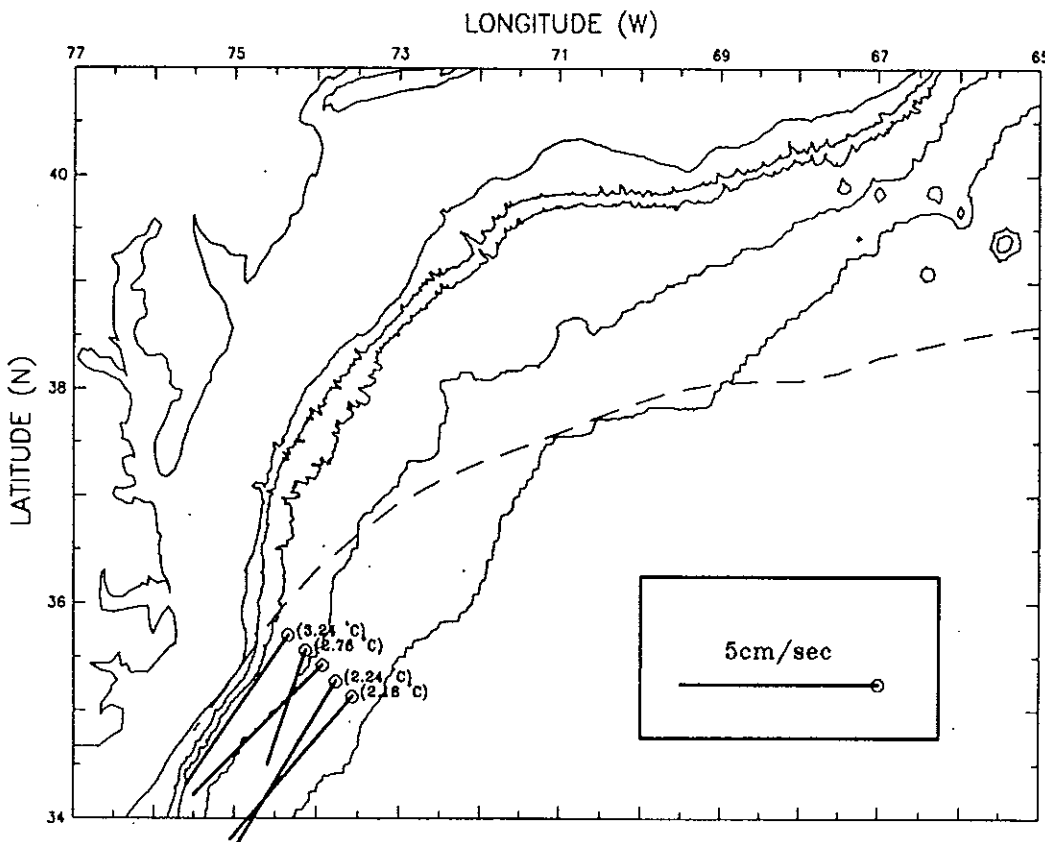 LONGITUDE (W)
77 75 73 71 69 67 65
LATITUDE (N)
40
38
36
34
(3.24 °C)
(2.76 °C)
(2.24 °C)
(2.18 °C)
5cm/sec